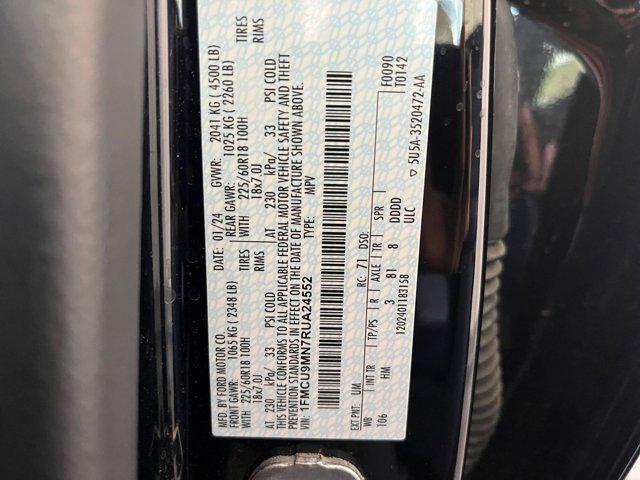 MFD. BY FORD MOTOR CO.
DATE: 01/24 GVWR: 2041 KG ( 4500 LB)
FRONT GAWR: 1065 KG ( 2348 LB) REAR GAWR: 1025 KG ( 2260 LB)
WITH 225/60R18 100H TIRES WITH 225/60R18 100H TIRES
18x7.0J RIMS 18x7.0J RIMS
AT 230 kPa/ 33 PSI COLD AT 230 kPa/ 33 PSI COLD
THIS VEHICLE CONFORMS TO ALL APPLICABLE FEDERAL MOTOR VEHICLE SAFETY AND THEFT
PREVENTION STANDARDS IN EFFECT ON THE DATE OF MANUFACTURE SHOWN ABOVE.
VIN: 1FMCU9MN7RUA24552
TYPE: MPV
F0090
T0142
EXT PNT: UM RC: 71 DSO:
WB INT TR TP/PS R AXLE TR SPR
106 HM 3 81 8 DDDD
ULC
120240118315B
▽ 5U5A-3520472-AA